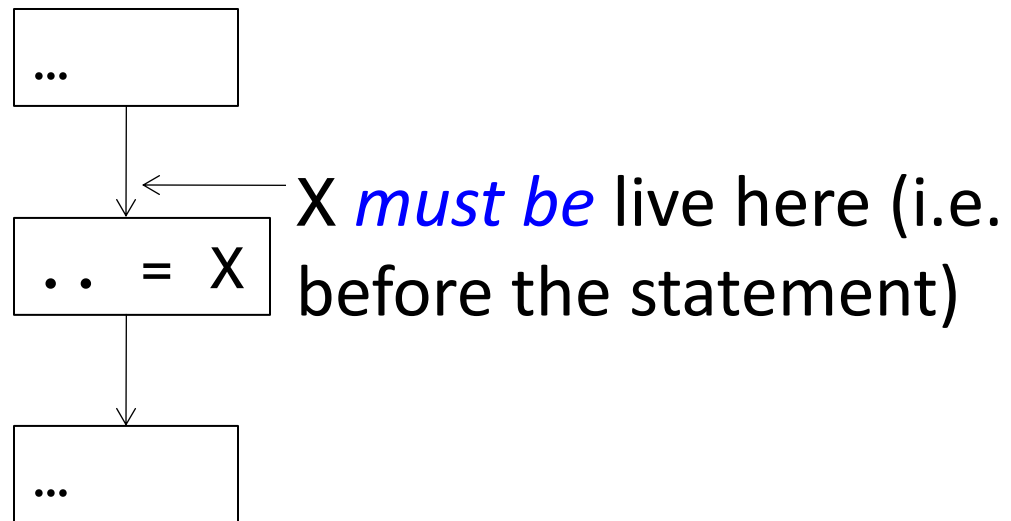 …
X must be live here (i.e.
.. = X
before the statement)
…